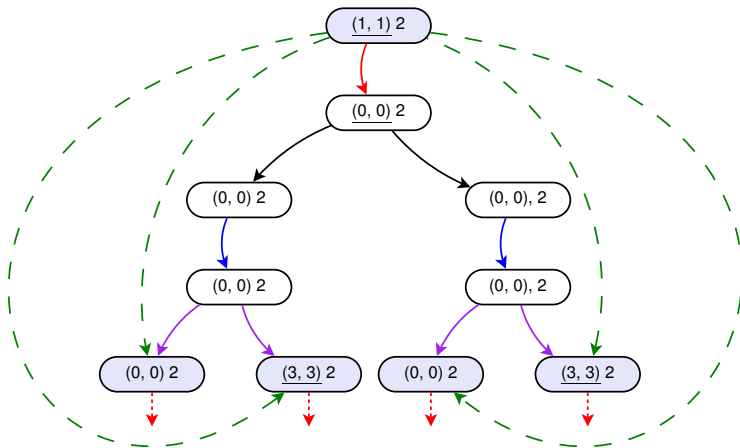 (1, 1) 2
(0, 0) 2
(0, 0) 2
(0, 0), 2
(0, 0) 2
(0, 0), 2
(0, 0) 2
(3, 3) 2
(0, 0) 2
(3, 3) 2